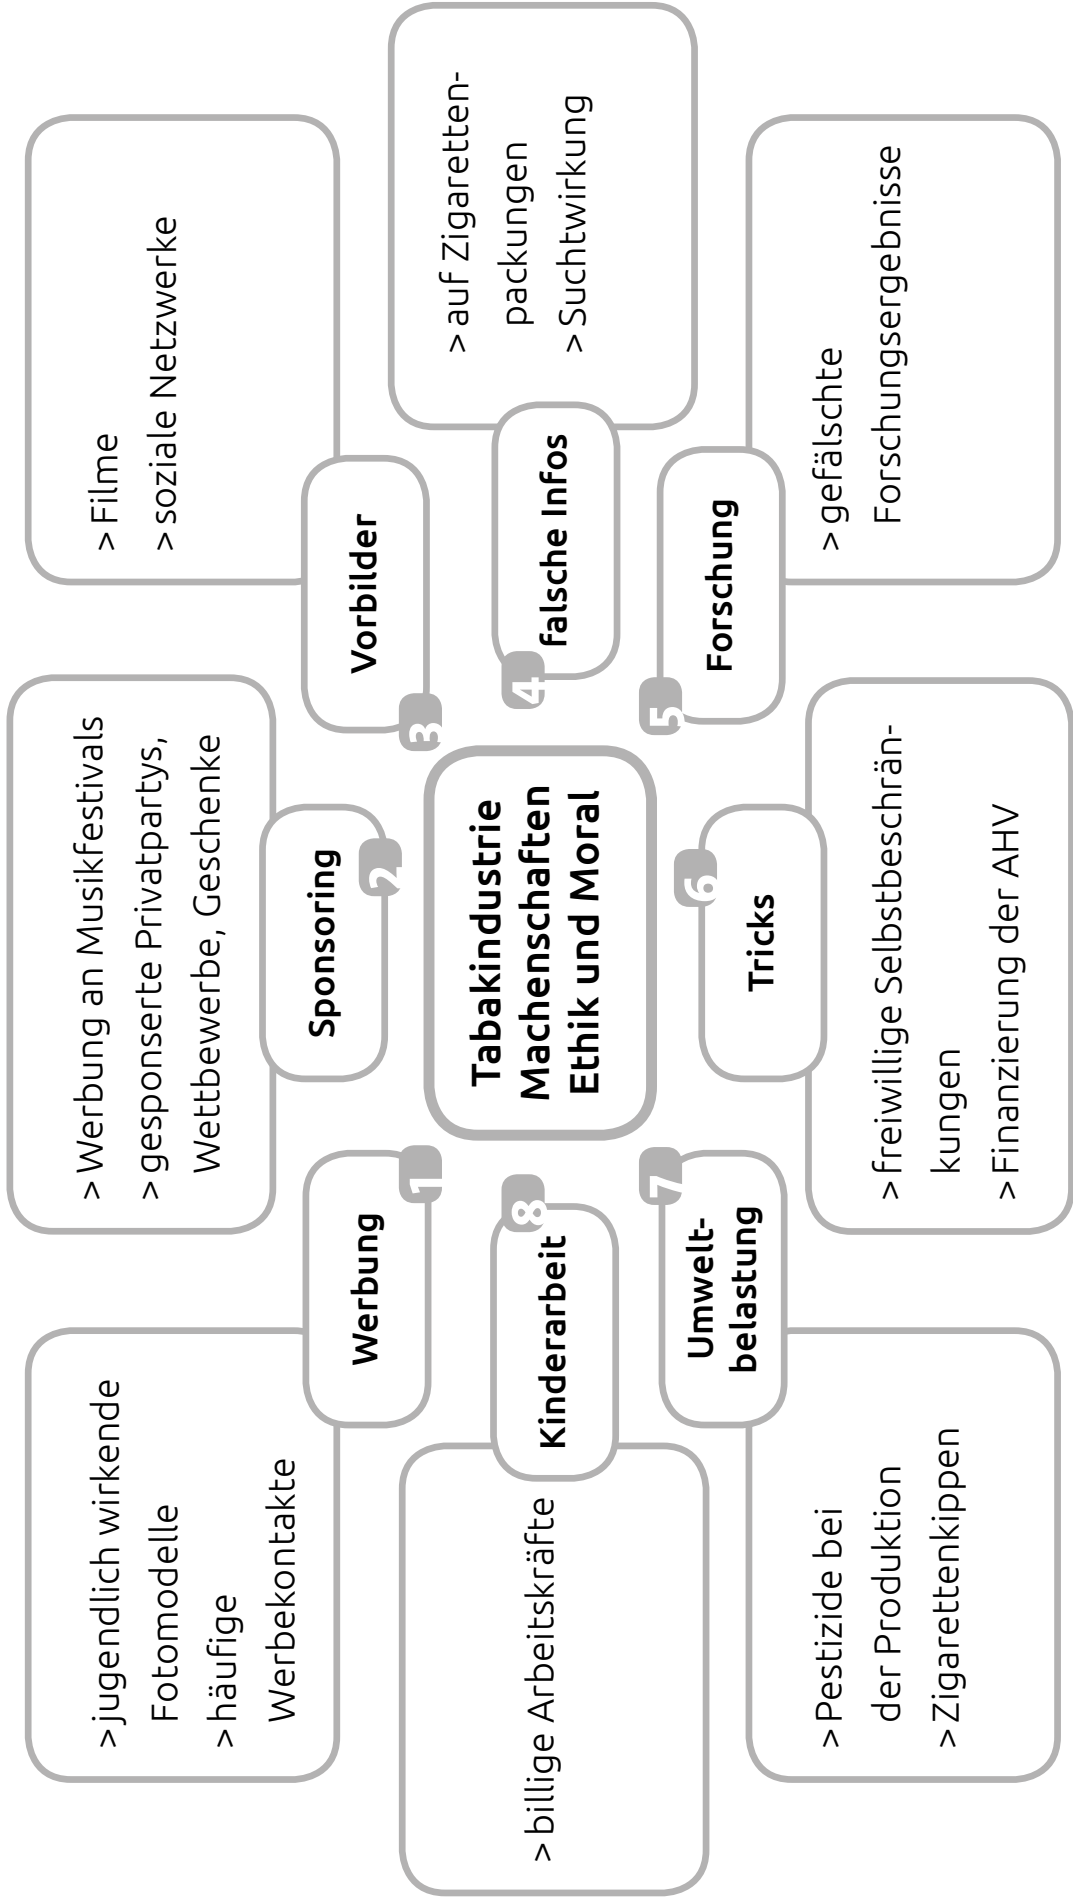 Tabakindustrie
Machenschaften
Ethik und Moral
1
Werbung
> jugendlich wirkende
Fotomodelle
> häufige
Werbekontakte
2
Sponsoring
> Werbung an Musikfestivals
> gesponserte Privatpartys,
Wettbewerbe, Geschenke
3
Vorbilder
> Filme
> soziale Netzwerke
4
falsche Infos
> auf Zigaretten-
packungen
> Suchtwirkung
5
Forschung
> gefälschte
Forschungsergebnisse
6
Tricks
> freiwillige Selbstbeschrän-
kungen
> Finanzierung der AHV
7
Umwelt-
belastung
> Pestizide bei
der Produktion
> Zigarettenkippen
8
Kinderarbeit
> billige Arbeitskräfte